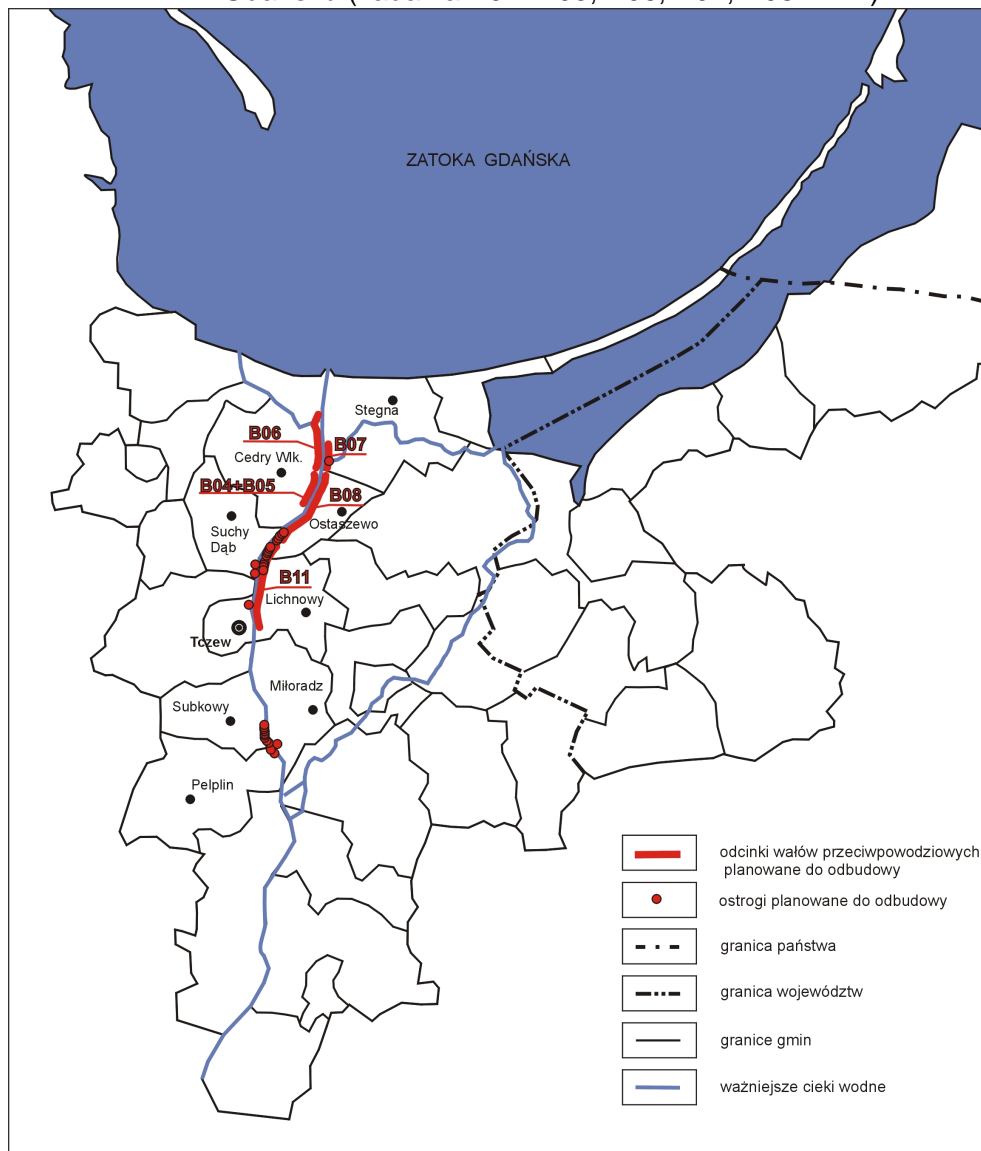 ZATOKA GDAŃSKA
Stegna
B06
B07
Cedry Wlk.
B04+B05
B08
Suchy
Dąb
Ostaszewo
B11
Lichnowy
Tczew
Miłoradz
Subkowy
Pelplin
odcinki wałów przeciwpowodziowych
planowane do odbudowy
ostrogi planowane do odbudowy
granica państwa
granica województw
granice gmin
ważniejsze cieki wodne